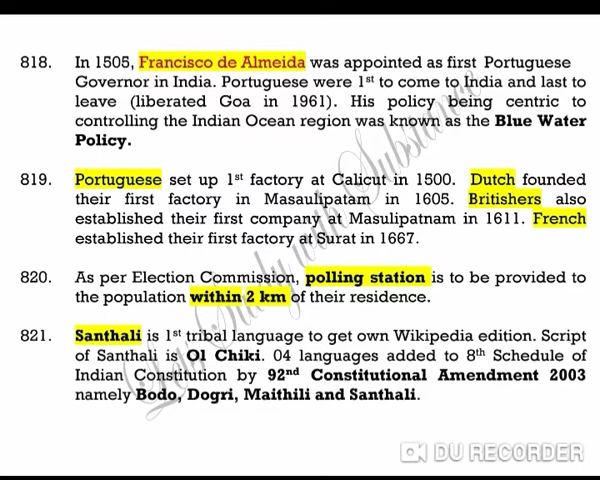 818. In 1505, Francisco de Almeida was appointed as first Portuguese
Governor in India. Portuguese were 1st to come to India and last to
leave (liberated Goa in 1961). His policy being centric to
controlling the Indian Ocean region was known as the Blue Water
Policy.
819. Portuguese set up 1st factory at Calicut in 1500. Dutch founded
their first factory in Masaulipatam in 1605. Britishers also
established their first company at Masulipatnam in 1611. French
established their first factory at Surat in 1667.
820. As per Election Commission, polling station is to be provided to
the population within 2 km of their residence.
821. Santhali is 1st tribal language to get own Wikipedia edition. Script
of Santhali is Ol Chiki. 04 languages added to 8th Schedule of
Indian Constitution by 92nd Constitutional Amendment 2003
namely Bodo, Dogri, Maithili and Santhali.
Lets Study with Substance
DU RECORDER